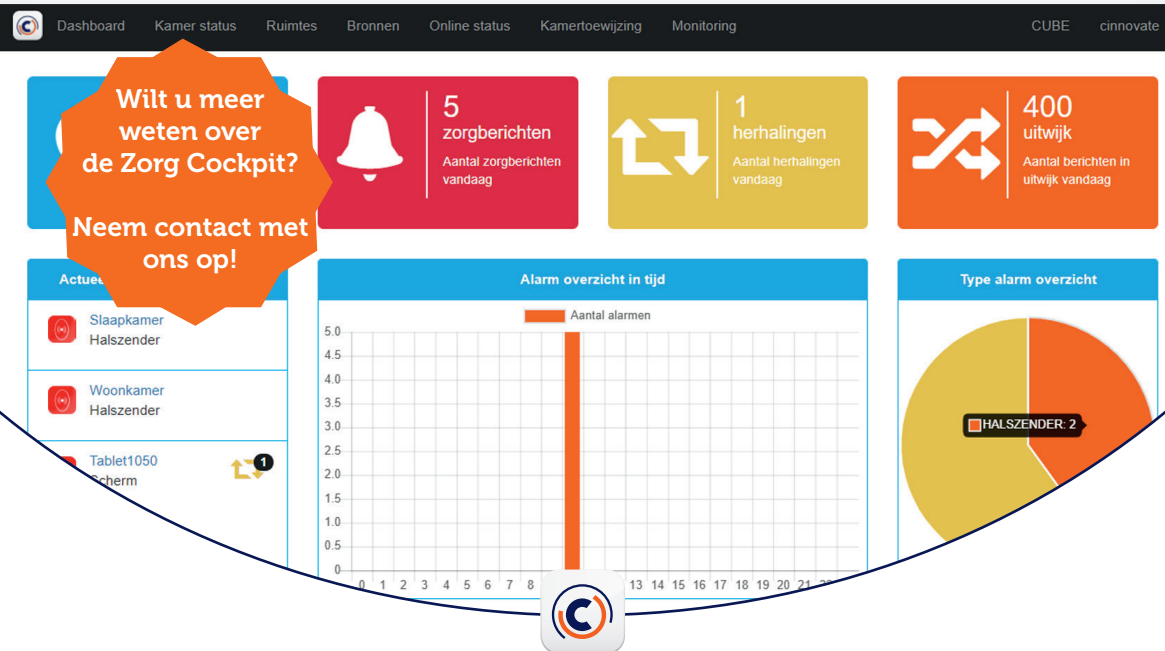 Dashboard
Kamer status
Ruimtes
Bronnen
Online status
Kamertoewijzing
Monitoring
CUBE
cinnovate
Wilt u meer
weten over
de Zorg Cockpit?
Neem contact met
ons op!
5
zorgberichten
Aantal zorgberichten
vandaag
1
herhalingen
Aantal herhalingen
vandaag
400
uitwijk
Aantal berichten in
uitwijk vandaag
Slaapkamer
Halszender
Woonkamer
Halszender
Tablet1050
1
Scherm
Alarm overzicht in tijd
Aantal alarmen
5.0
4.5
4.0
3.5
3.0
2.5
2.0
1.5
1.0
0.5
0
0 1 2 3 4 5 6 7 8 13 14 15 16 17 18 19 20 21
Type alarm overzicht
HALSZENDER: 2